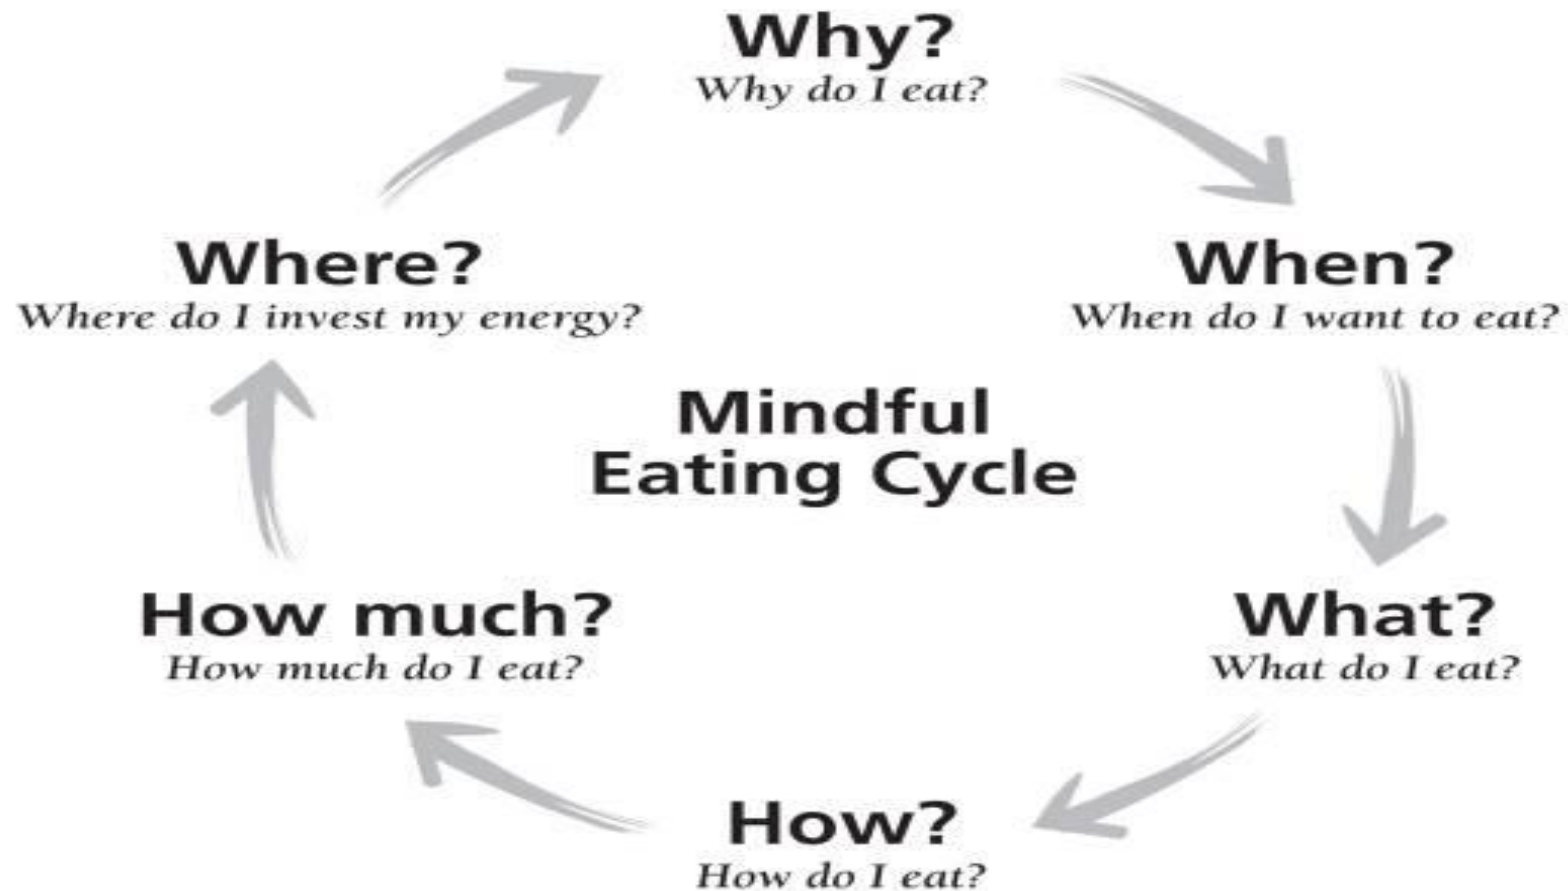 Why?
Why do I eat?
When?
When do I want to eat?
What?
What do I eat?
How?
How do I eat?
How much?
How much do I eat?
Where?
Where do I invest my energy?
Mindful
Eating Cycle